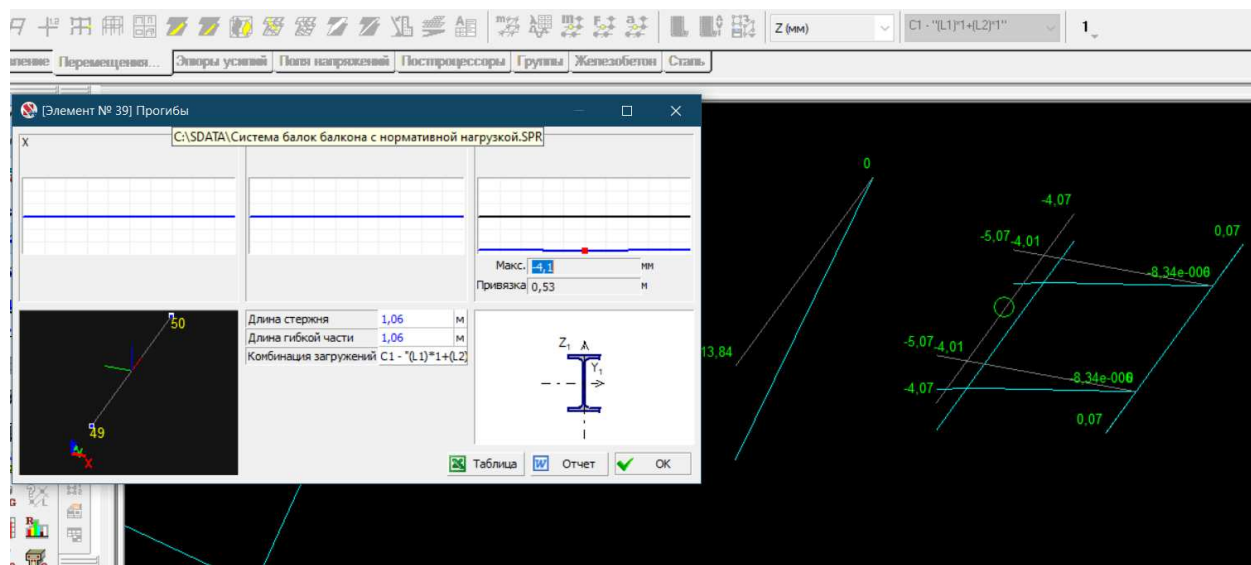 Z (мм)
C1 - "(L1)*1+(L2)*1"
1
Перемещения...
Эпюры усилий
Поля напряжений
Постпроцессоры
Группы
Железобетон
Сталь
[Элемент № 39] Прогибы
C:\SDATA\Система балок балкона с нормативной нагрузкой.SPR
X
Макс. -4,1 мм
Привязка 0,53 м
50
49
X
Длина стержня 1,06 м
Длина гибкой части 1,06 м
Комбинация загружений C1 - "(L1)*1+(L2)
Z1
Y1
Таблица
Отчет
OK
0
-4,07
-5,07
-4,01
0,07
-8,34e-006
13,84
-5,07
-4,01
-4,07
-8,34e-006
0,07